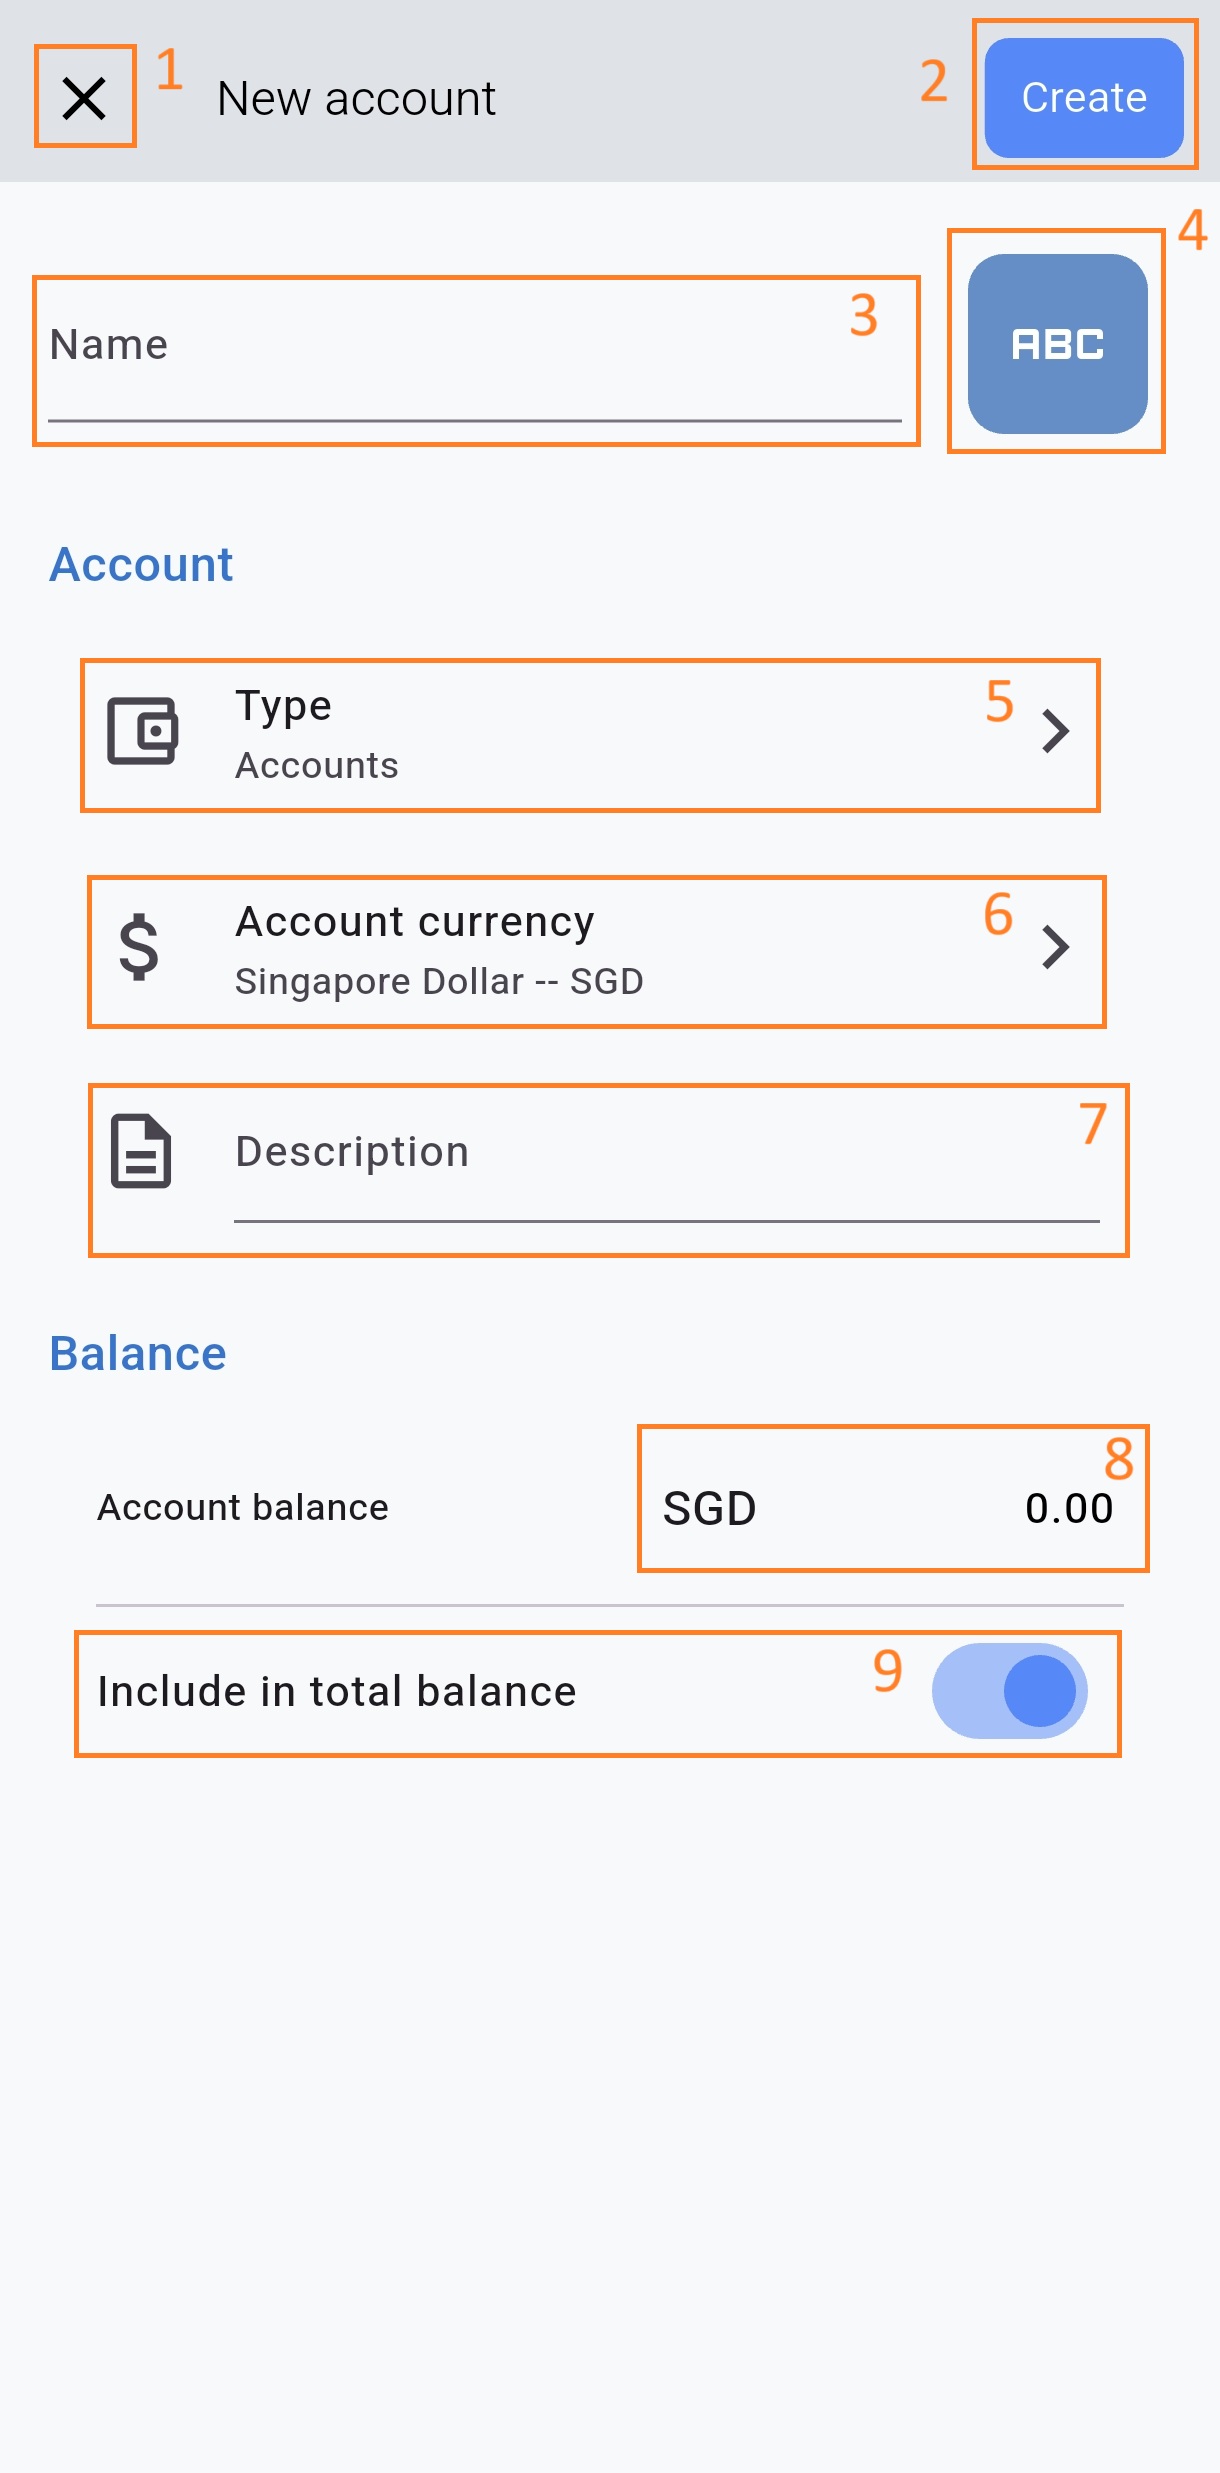 1
New account
2
Create
4
3
Name
ABC
Account
Type
5
Accounts
Account currency
6
Singapore Dollar -- SGD
7
Description
Balance
8
Account balance
SGD
0.00
Include in total balance
9